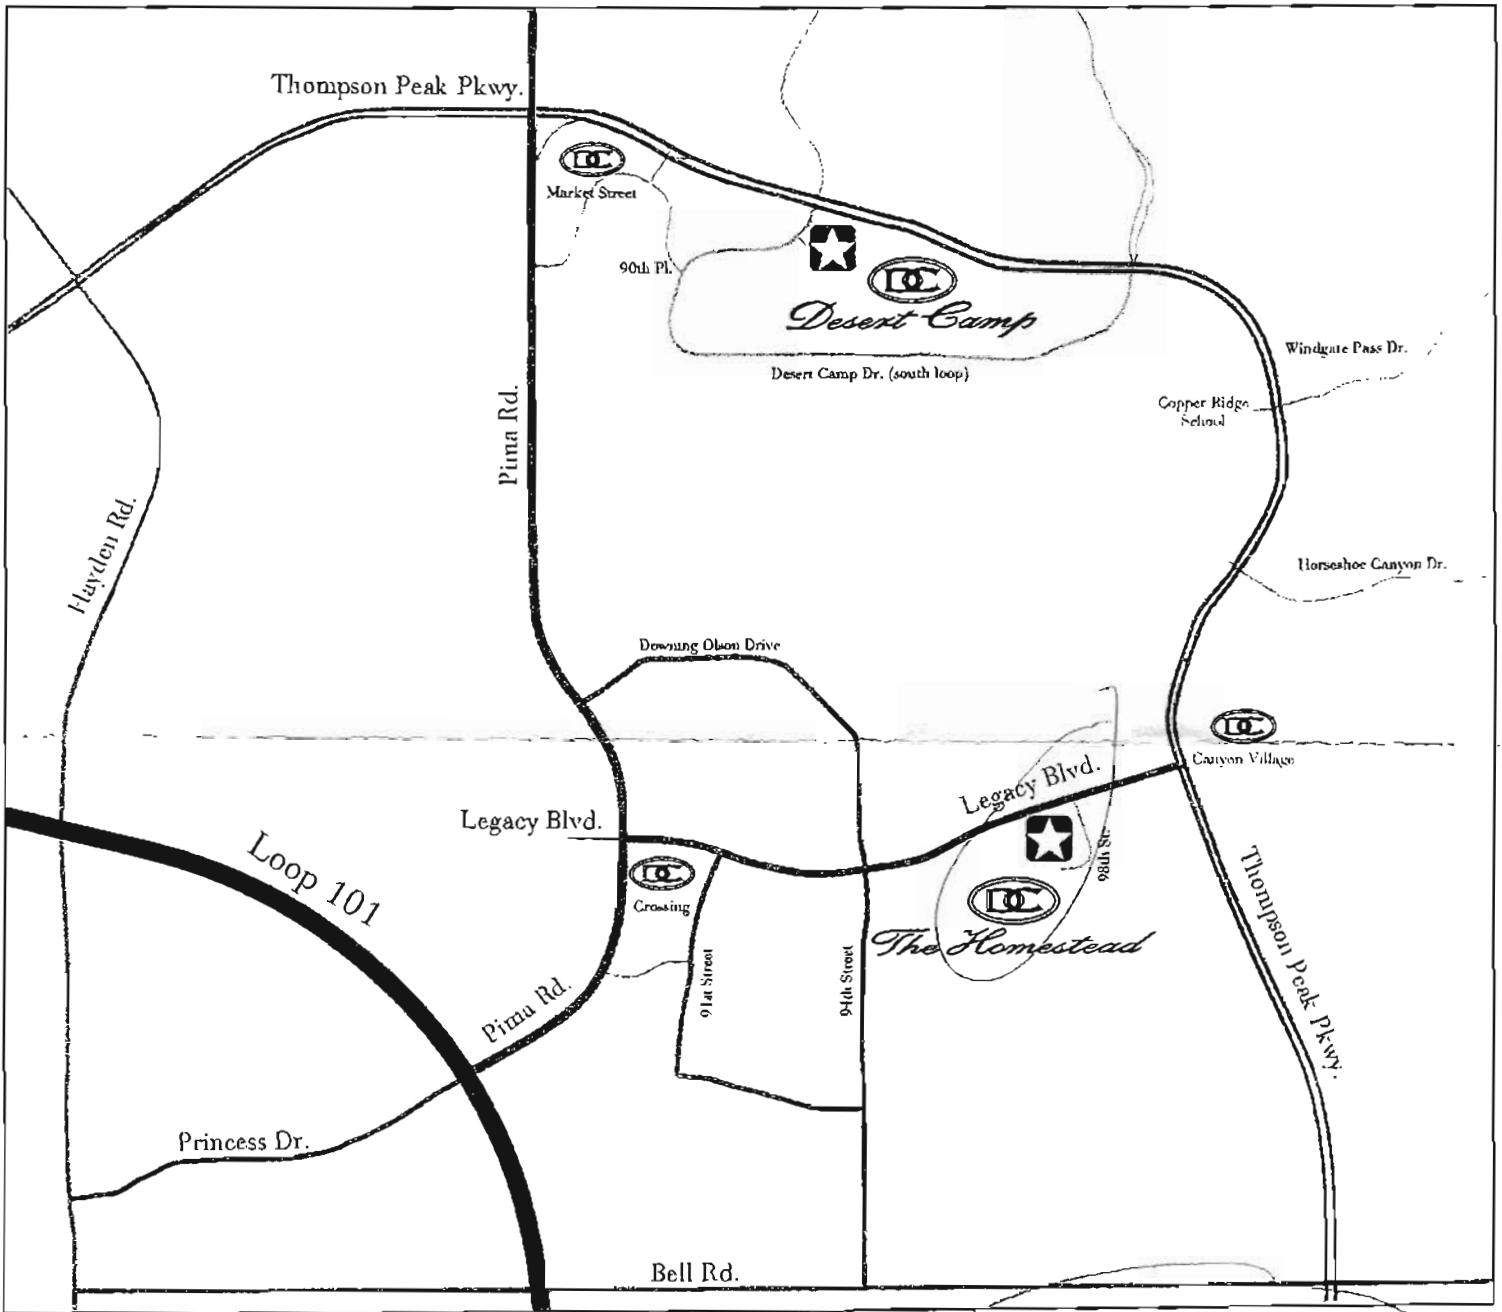 Thompson Peak Pkwy.
DC
Market Street
90th Pl.
DC
Desert Camp
Desert Camp Dr. (south loop)
Windgate Pass Dr.
Copper Ridge
School
Pima Rd.
Hayden Rd.
Horseshoe Canyon Dr.
Downing Olson Drive
DC
Canyon Village
Legacy Blvd.
Legacy Blvd.
Loop 101
DC
Crossing
98th St.
DC
The Homestead
91st Street
94th Street
Thompson Peak Pkwy.
Pima Rd.
Princess Dr.
Bell Rd.